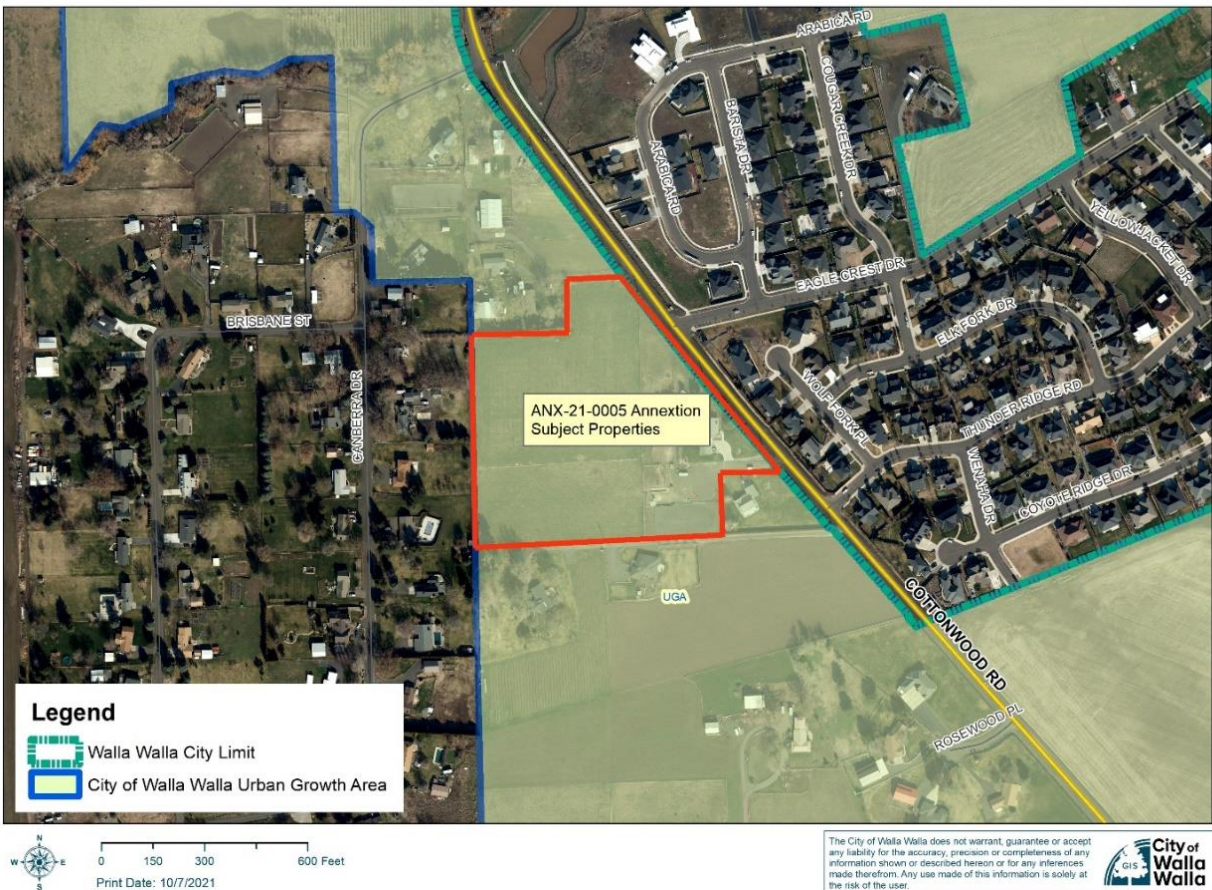 ARABICA RD
COUGAR CREEK DR
BARISTA DR
ARABICA RD
YELLOWJACKET DR
EAGLE CREST DR
BRISBANE ST
ELK FORK DR
CANBERRA DR
WOLF FORK PL
THUNDER RIDGE RD
ANX-21-0005 Annextion
Subject Properties
WENAHA DR
COYOTE RIDGE DR
UGA
COTTONWOOD RD
ROSEWOOD PL
Legend
Walla Walla City Limit
City of Walla Walla Urban Growth Area
N
W E
S
0 150 300 600 Feet
Print Date: 10/7/2021
The City of Walla Walla does not warrant, guarantee or accept
any liability for the accuracy, precision or completeness of any
information shown or described hereon or for any inferences
made therefrom. Any use made of this information is solely at
the risk of the user.
GIS
City of
Walla
Walla